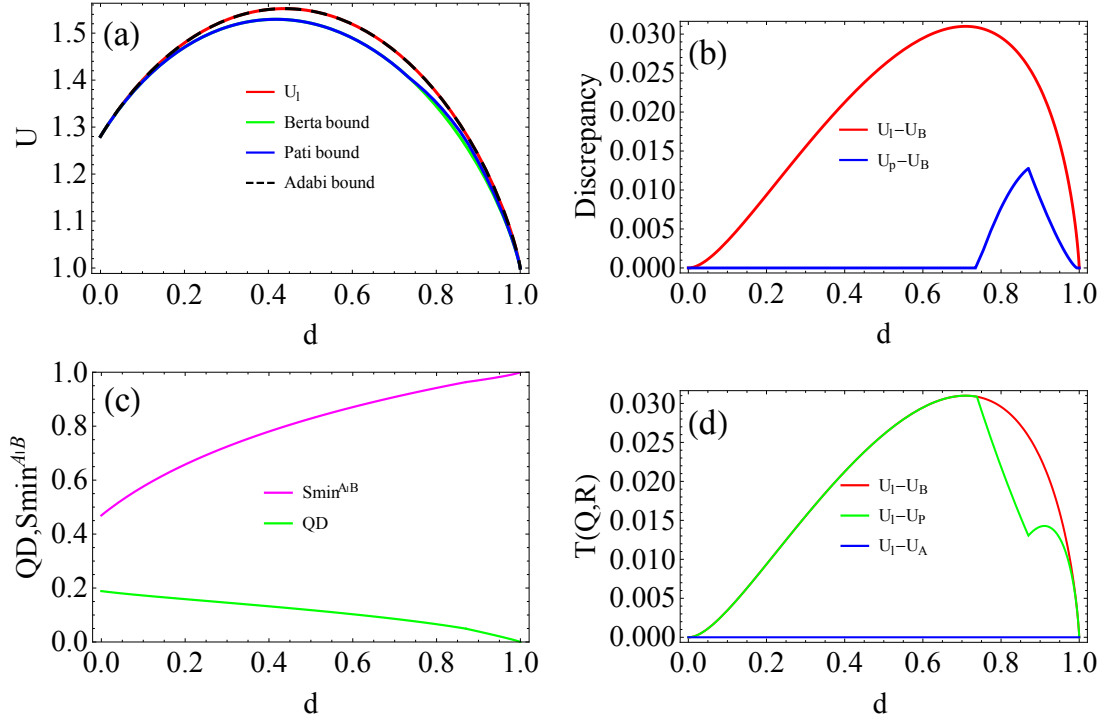 (a)
U
1.5
1.4
1.3
1.2
1.1
1.0
U_l
Berta bound
Pati bound
Adabi bound
0.0 0.2 0.4 0.6 0.8 1.0
d
(b)
Discrepancy
0.030
0.025
0.020
0.015
0.010
0.005
0.000
U_l−U_B
U_p−U_B
0.0 0.2 0.4 0.6 0.8 1.0
d
(c)
QD,Smin^A|B
1.0
0.8
0.6
0.4
0.2
0.0
Smin^A|B
QD
0.0 0.2 0.4 0.6 0.8 1.0
d
(d)
T(Q,R)
0.030
0.025
0.020
0.015
0.010
0.005
0.000
U_l−U_B
U_l−U_P
U_l−U_A
0.0 0.2 0.4 0.6 0.8 1.0
d